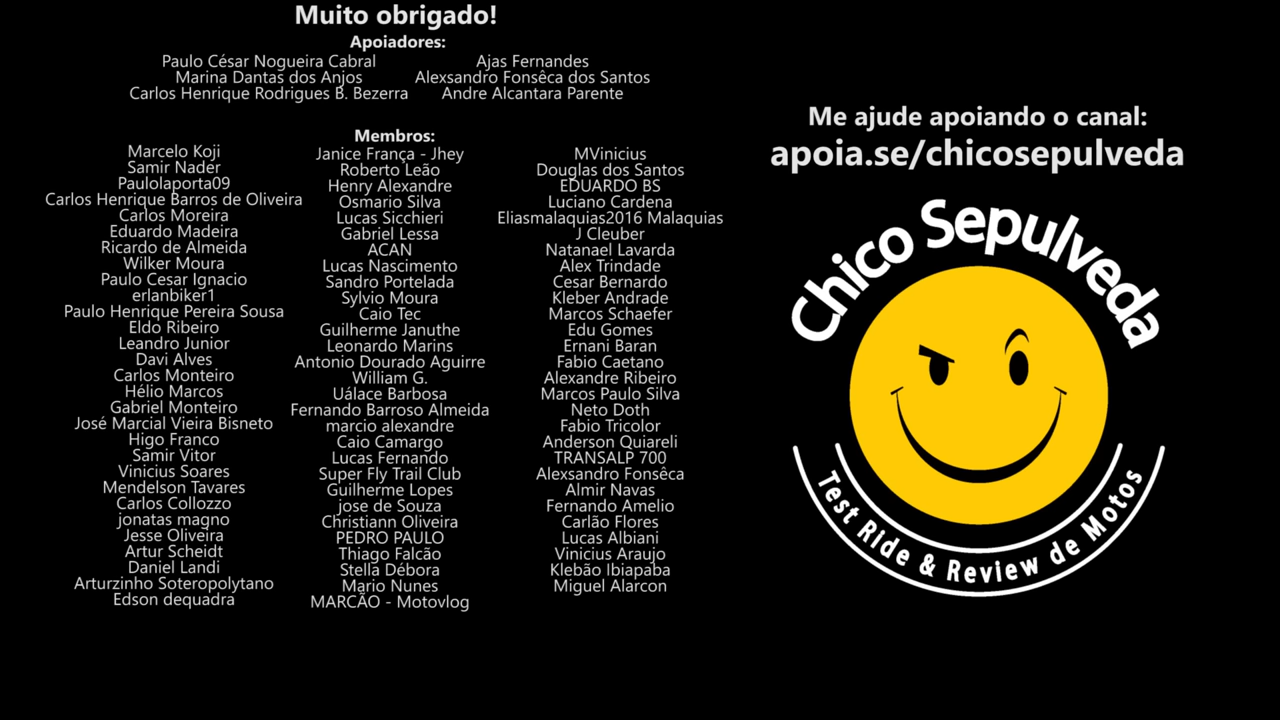 Muito obrigado!
Apoiadores:
Paulo César Nogueira Cabral
Marina Dantas dos Anjos
Carlos Henrique Rodrigues B. Bezerra
Ajas Fernandes
Alexsandro Fonsêca dos Santos
Andre Alcantara Parente
Membros:
Marcelo Koji
Samir Nader
Paulolaporta09
Carlos Henrique Barros de Oliveira
Carlos Moreira
Eduardo Madeira
Ricardo de Almeida
Wilker Moura
Paulo Cesar Ignacio
erlanbiker1
Paulo Henrique Pereira Sousa
Eldo Ribeiro
Leandro Junior
Davi Alves
Carlos Monteiro
Hélio Marcos
Gabriel Monteiro
José Marcial Vieira Bisneto
Higo Franco
Samir Vitor
Vinicius Soares
Mendelson Tavares
Carlos Collozzo
jonatas magno
Jesse Oliveira
Artur Scheidt
Daniel Landi
Arturzinho Soteropolytano
Edson dequadra
Janice França - Jhey
Roberto Leão
Henry Alexandre
Osmario Silva
Lucas Sicchieri
Gabriel Lessa
ACAN
Lucas Nascimento
Sandro Portelada
Sylvio Moura
Caio Tec
Guilherme Januthe
Leonardo Marins
Antonio Dourado Aguirre
William G.
Uálace Barbosa
Fernando Barroso Almeida
marcio alexandre
Caio Camargo
Lucas Fernando
Super Fly Trail Club
Guilherme Lopes
jose de Souza
Christiann Oliveira
PEDRO PAULO
Thiago Falcão
Stella Débora
Mario Nunes
MARCÃO - Motovlog
MVinicius
Douglas dos Santos
EDUARDO BS
Luciano Cardena
Eliasmalaquias2016 Malaquias
J Cleuber
Natanael Lavarda
Alex Trindade
Cesar Bernardo
Kleber Andrade
Marcos Schaefer
Edu Gomes
Ernani Baran
Fabio Caetano
Alexandre Ribeiro
Marcos Paulo Silva
Neto Doth
Fabio Tricolor
Anderson Quiareli
TRANSALP 700
Alexsandro Fonsêca
Almir Navas
Fernando Amelio
Carlão Flores
Lucas Albiani
Vinicius Araujo
Klebão Ibiapaba
Miguel Alarcon
Me ajude apoiando o canal:
apoia.se/chicosepulveda
Chico Sepulveda
Test Ride & Review de Motos